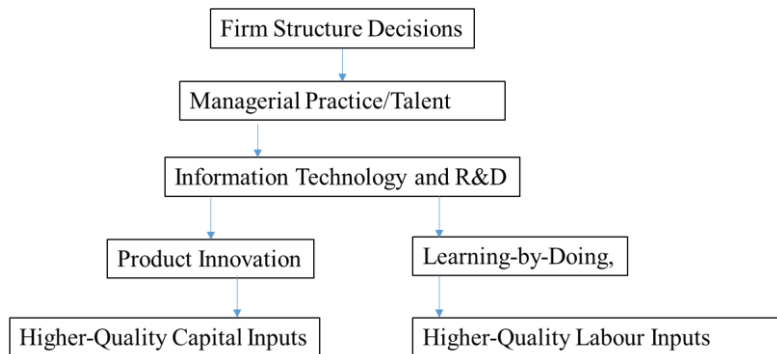 Firm Structure Decisions
Managerial Practice/Talent
Information Technology and R&D
Product Innovation
Learning-by-Doing,
Higher-Quality Capital Inputs
Higher-Quality Labour Inputs